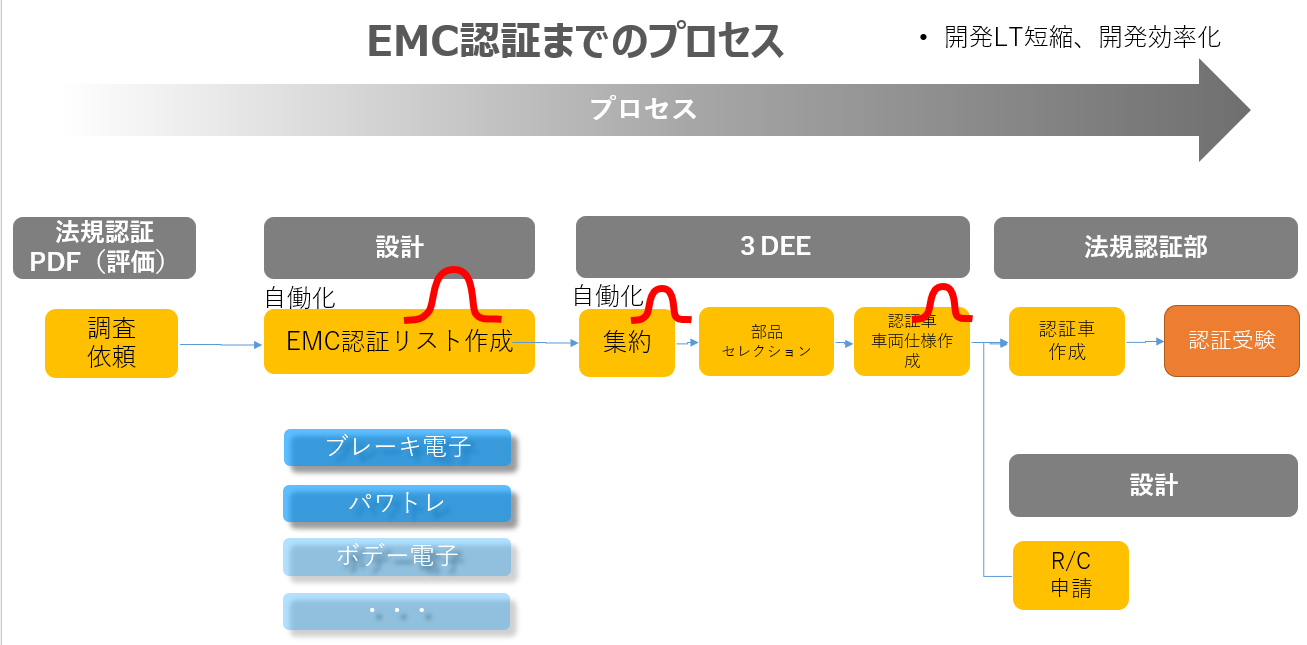 EMC認証までのプロセス
• 開発LT短縮、開発効率化
プロセス
法規認証
PDF（評価）
設計
３DEE
法規認証部
自働化
自働化
調査
依頼
EMC認証リスト作成
集約
部品
セレクション
認証車
車両仕様作
成
認証車
作成
認証受験
ブレーキ電子
パワトレ
ボデー電子
・・・
設計
R/C
申請